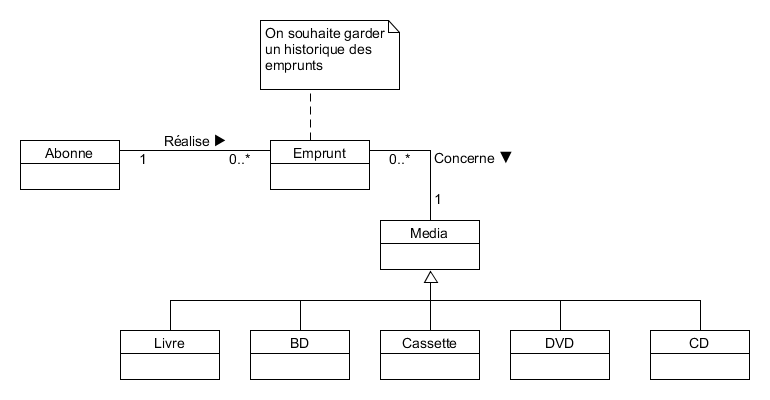 On souhaite garder
un historique des
emprunts
Réalise ▶
Abonne
1
0..*
Emprunt
0..*
Concerne ▼
1
Media
Livre
BD
Cassette
DVD
CD